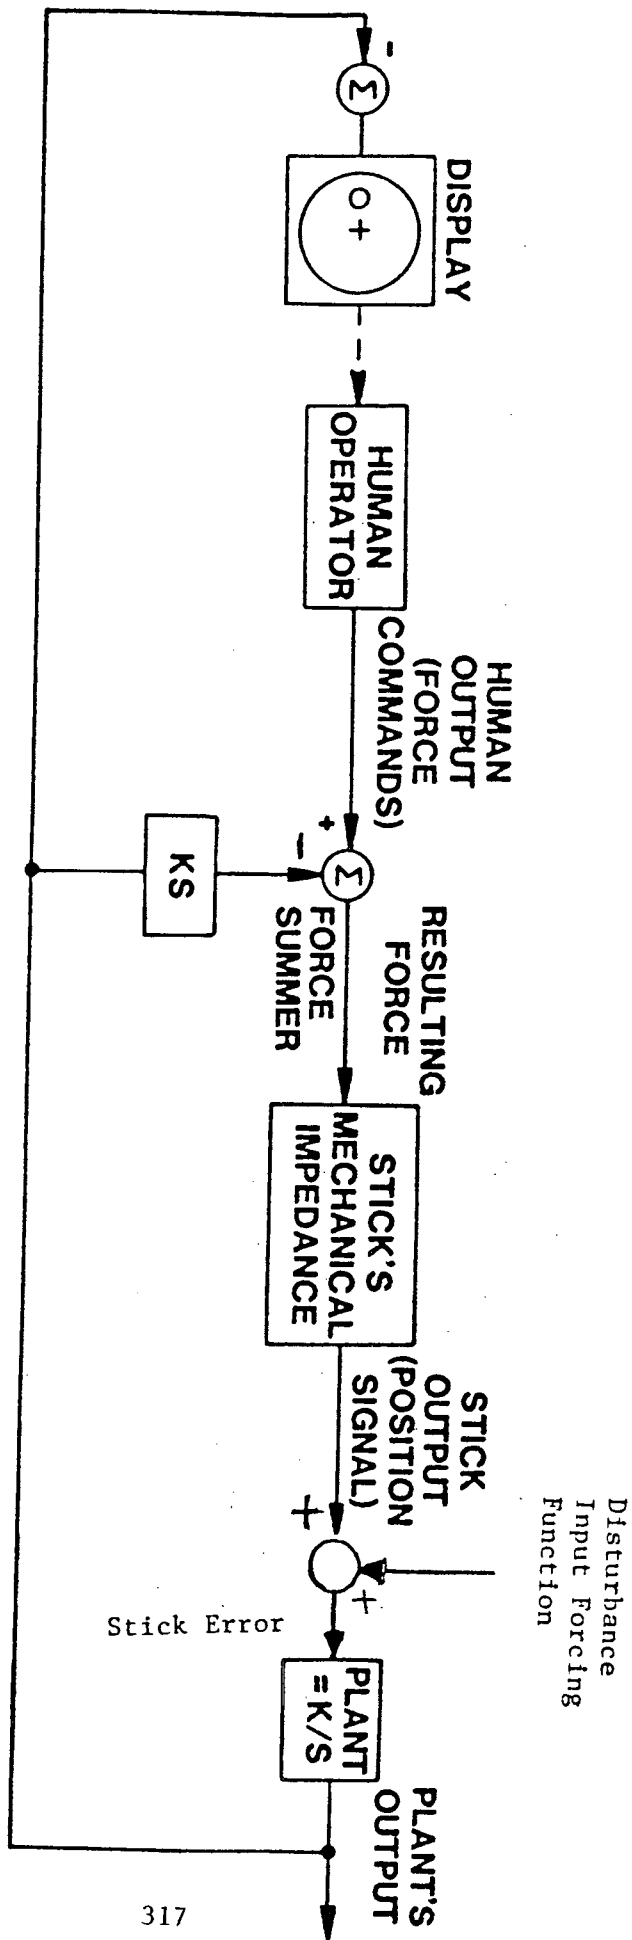 -
Σ
DISPLAY
O
+
HUMAN
OPERATOR
HUMAN
OUTPUT
(FORCE
COMMANDS)
+
-
Σ
FORCE
SUMMER
KS
RESULTING
FORCE
STICK'S
MECHANICAL
IMPEDANCE
STICK
OUTPUT
(POSITION
SIGNAL)
+
+
Disturbance
Input Forcing
Function
Stick Error
PLANT
=K/S
PLANT'S
OUTPUT
317